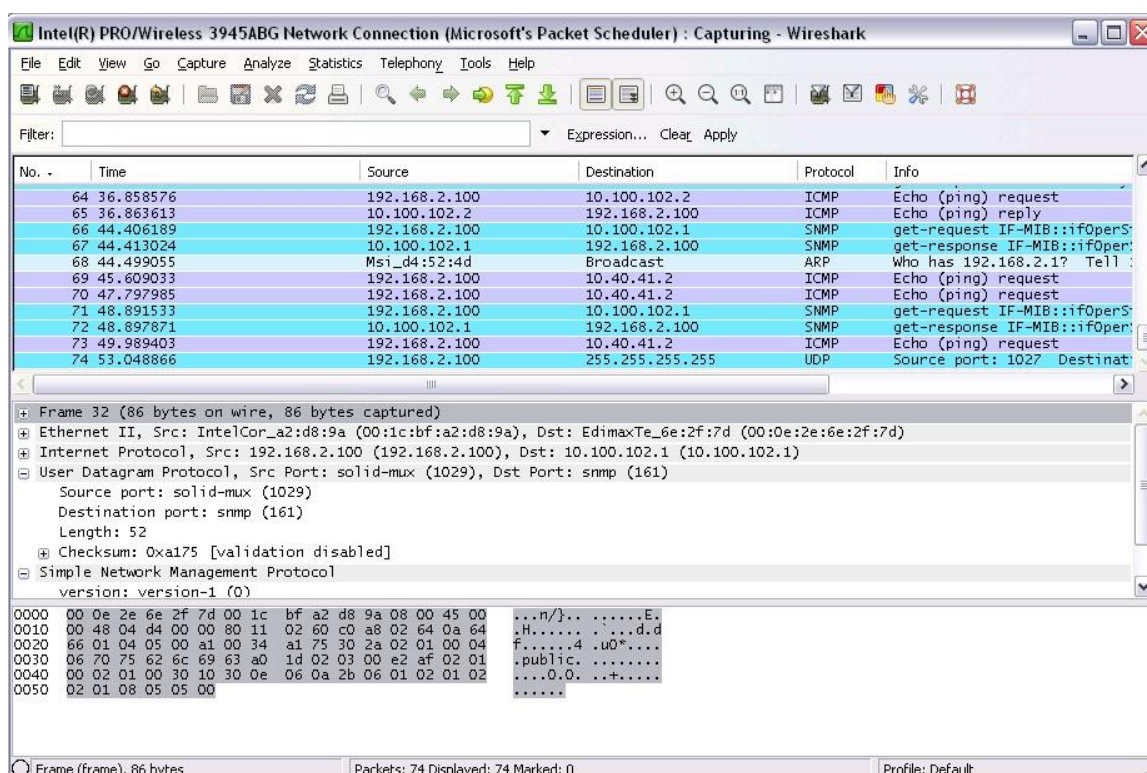 Intel(R) PRO/Wireless 3945ABG Network Connection (Microsoft's Packet Scheduler) : Capturing - Wireshark
File Edit View Go Capture Analyze Statistics Telephony Tools Help
Filter: Expression... Clear Apply
No. Time Source Destination Protocol Info
64 36.858576 192.168.2.100 10.100.102.2 ICMP Echo (ping) request
65 36.863613 10.100.102.2 192.168.2.100 ICMP Echo (ping) reply
66 44.406189 192.168.2.100 10.100.102.1 SNMP get-request IF-MIB::ifOperS
67 44.413024 10.100.102.1 192.168.2.100 SNMP get-response IF-MIB::ifOper
68 44.499055 Msi_d4:52:4d Broadcast ARP Who has 192.168.2.1? Tell
69 45.609033 192.168.2.100 10.40.41.2 ICMP Echo (ping) request
70 47.797985 192.168.2.100 10.40.41.2 ICMP Echo (ping) request
71 48.891533 192.168.2.100 10.100.102.1 SNMP get-request IF-MIB::ifOperS
72 48.897871 10.100.102.1 192.168.2.100 SNMP get-response IF-MIB::ifOper
73 49.989403 192.168.2.100 10.40.41.2 ICMP Echo (ping) request
74 53.048866 192.168.2.100 255.255.255.255 UDP Source port: 1027 Destinat
Frame 32 (86 bytes on wire, 86 bytes captured)
Ethernet II, Src: IntelCor_a2:d8:9a (00:1c:bf:a2:d8:9a), Dst: EdimaxTe_6e:2f:7d (00:0e:2e:6e:2f:7d)
Internet Protocol, Src: 192.168.2.100 (192.168.2.100), Dst: 10.100.102.1 (10.100.102.1)
User Datagram Protocol, Src Port: solid-mux (1029), Dst Port: snmp (161)
Source port: solid-mux (1029)
Destination port: snmp (161)
Length: 52
Checksum: 0xa175 [validation disabled]
Simple Network Management Protocol
version: version-1 (0)
0000 00 0e 2e 6e 2f 7d 00 1c bf a2 d8 9a 08 00 45 00 ...n/}.. ......E.
0010 00 48 04 d4 00 00 80 11 02 60 c0 a8 02 64 0a 64 .H...... .`...d.d
0020 66 01 04 05 00 a1 00 34 a1 75 30 2a 02 01 00 04 f......4 .u0*....
0030 06 70 75 62 6c 69 63 a0 1d 02 03 00 e2 af 02 01 .public. ........
0040 00 02 01 00 30 10 30 0e 06 0a 2b 06 01 02 01 02 ....0.0. ..+.....
0050 02 01 08 05 05 00 ......
Frame (frame), 86 bytes Packets: 74 Displayed: 74 Marked: 0 Profile: Default